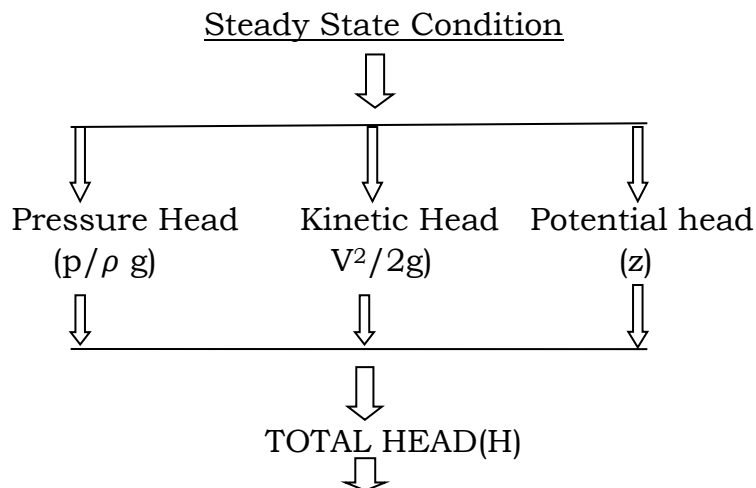 Steady State Condition
Pressure Head Kinetic Head Potential head
(p/ρ g) V²/2g) (z)
TOTAL HEAD(H)